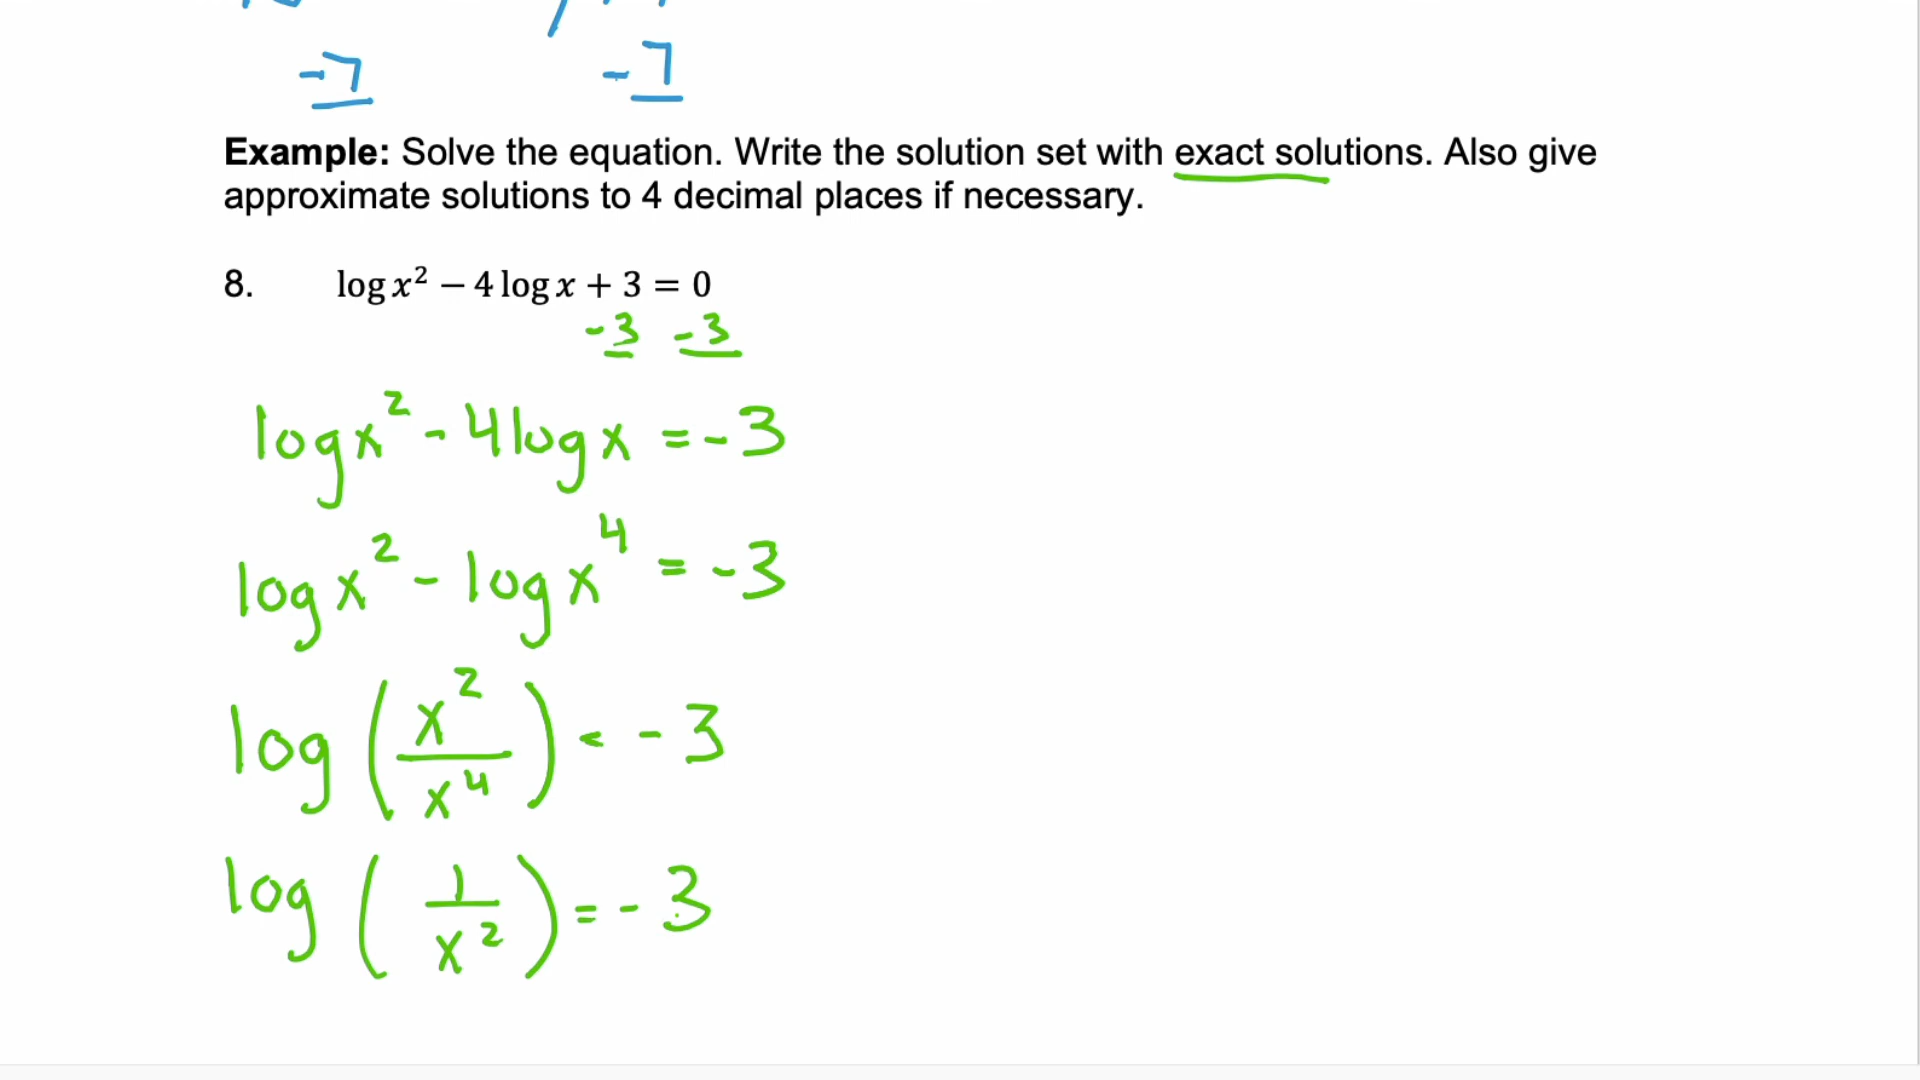 -7 -7
Example: Solve the equation. Write the solution set with exact solutions. Also give
approximate solutions to 4 decimal places if necessary.
8. log x² − 4 log x + 3 = 0
-3 -3
log x² - 4 log x = -3
log x² - log x⁴ = -3
log (x²/x⁴) = -3
log (1/x²) = -3